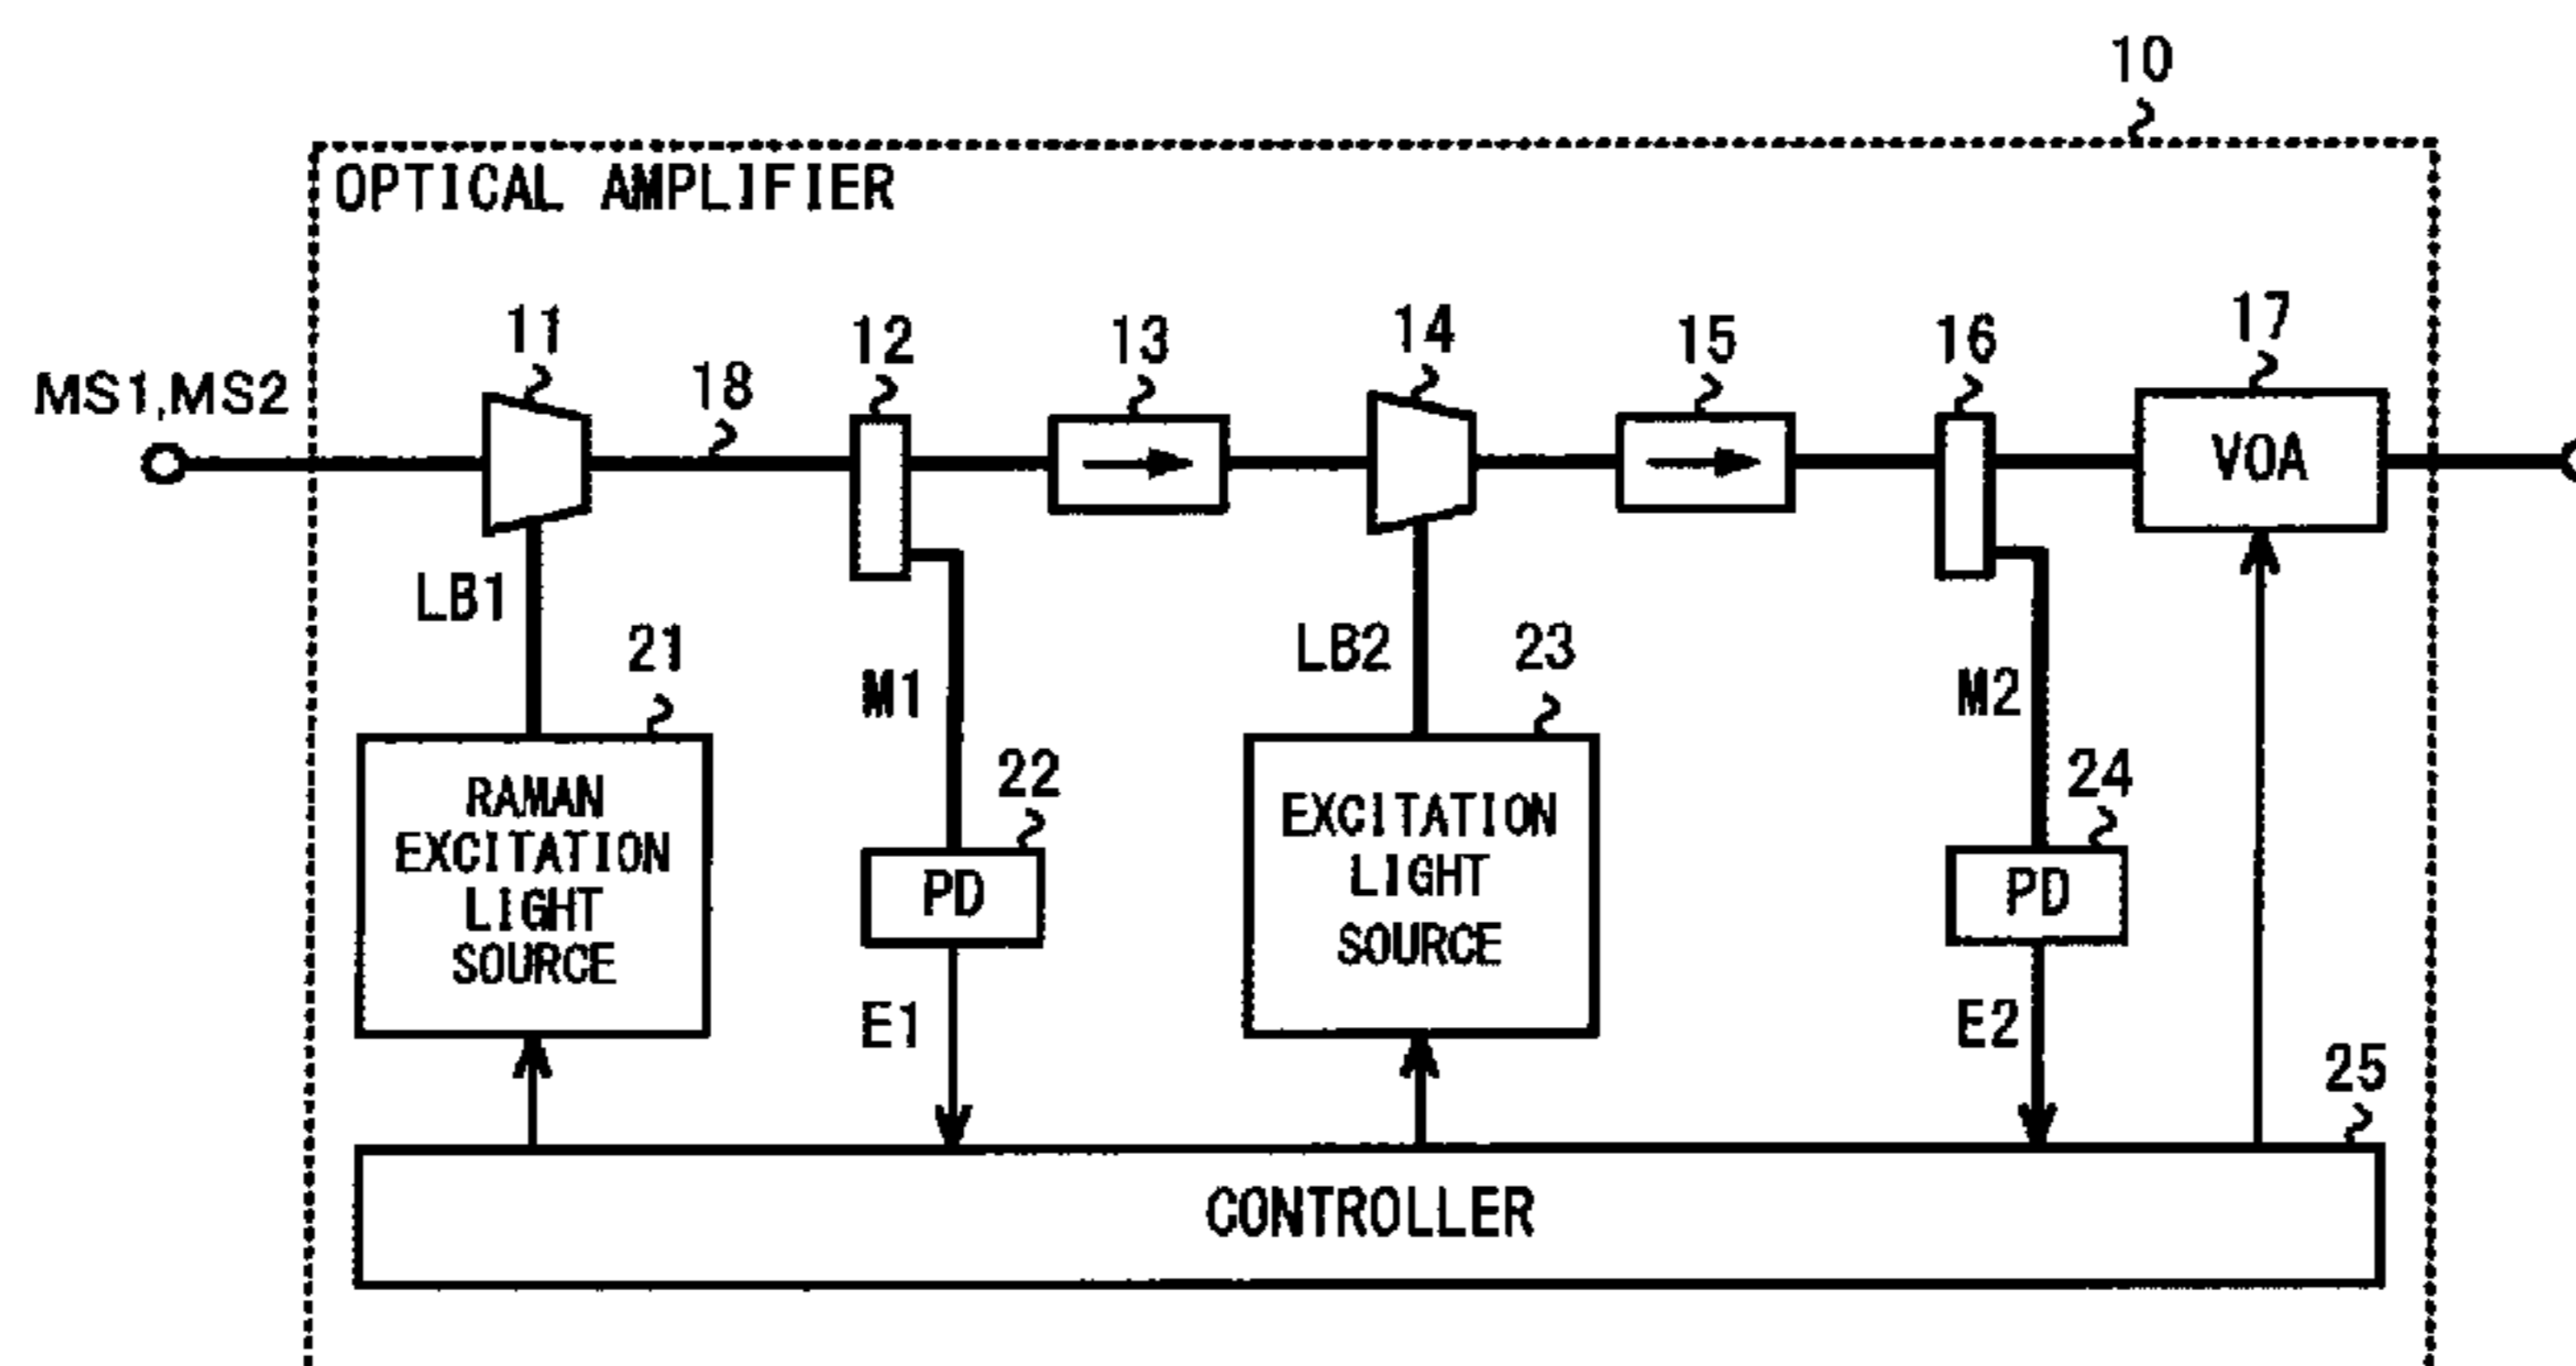 10
OPTICAL AMPLIFIER
11
12
13
14
15
16
17
18
MS1,MS2
VOA
LB1
21
M1
LB2
23
M2
22
24
RAMAN
EXCITATION
LIGHT
SOURCE
PD
EXCITATION
LIGHT
SOURCE
PD
E1
E2
25
CONTROLLER